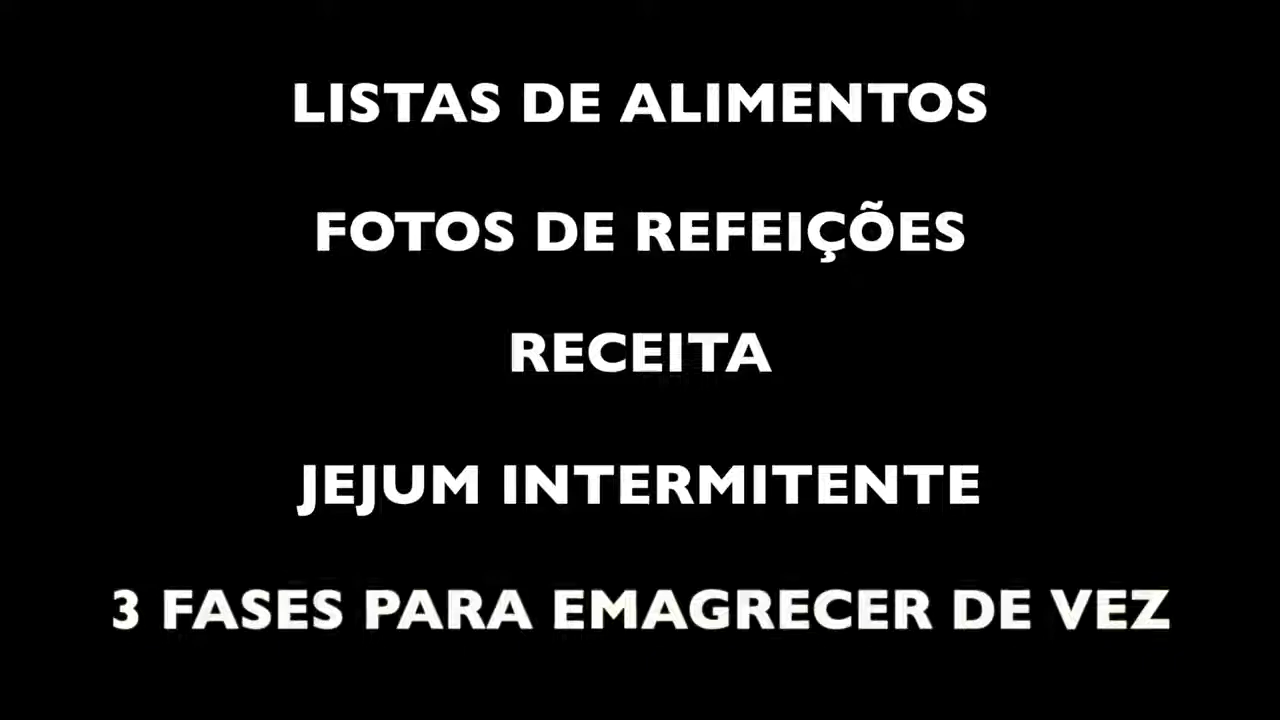 LISTAS DE ALIMENTOS
FOTOS DE REFEIÇÕES
RECEITA
JEJUM INTERMITENTE
3 FASES PARA EMAGRECER DE VEZ